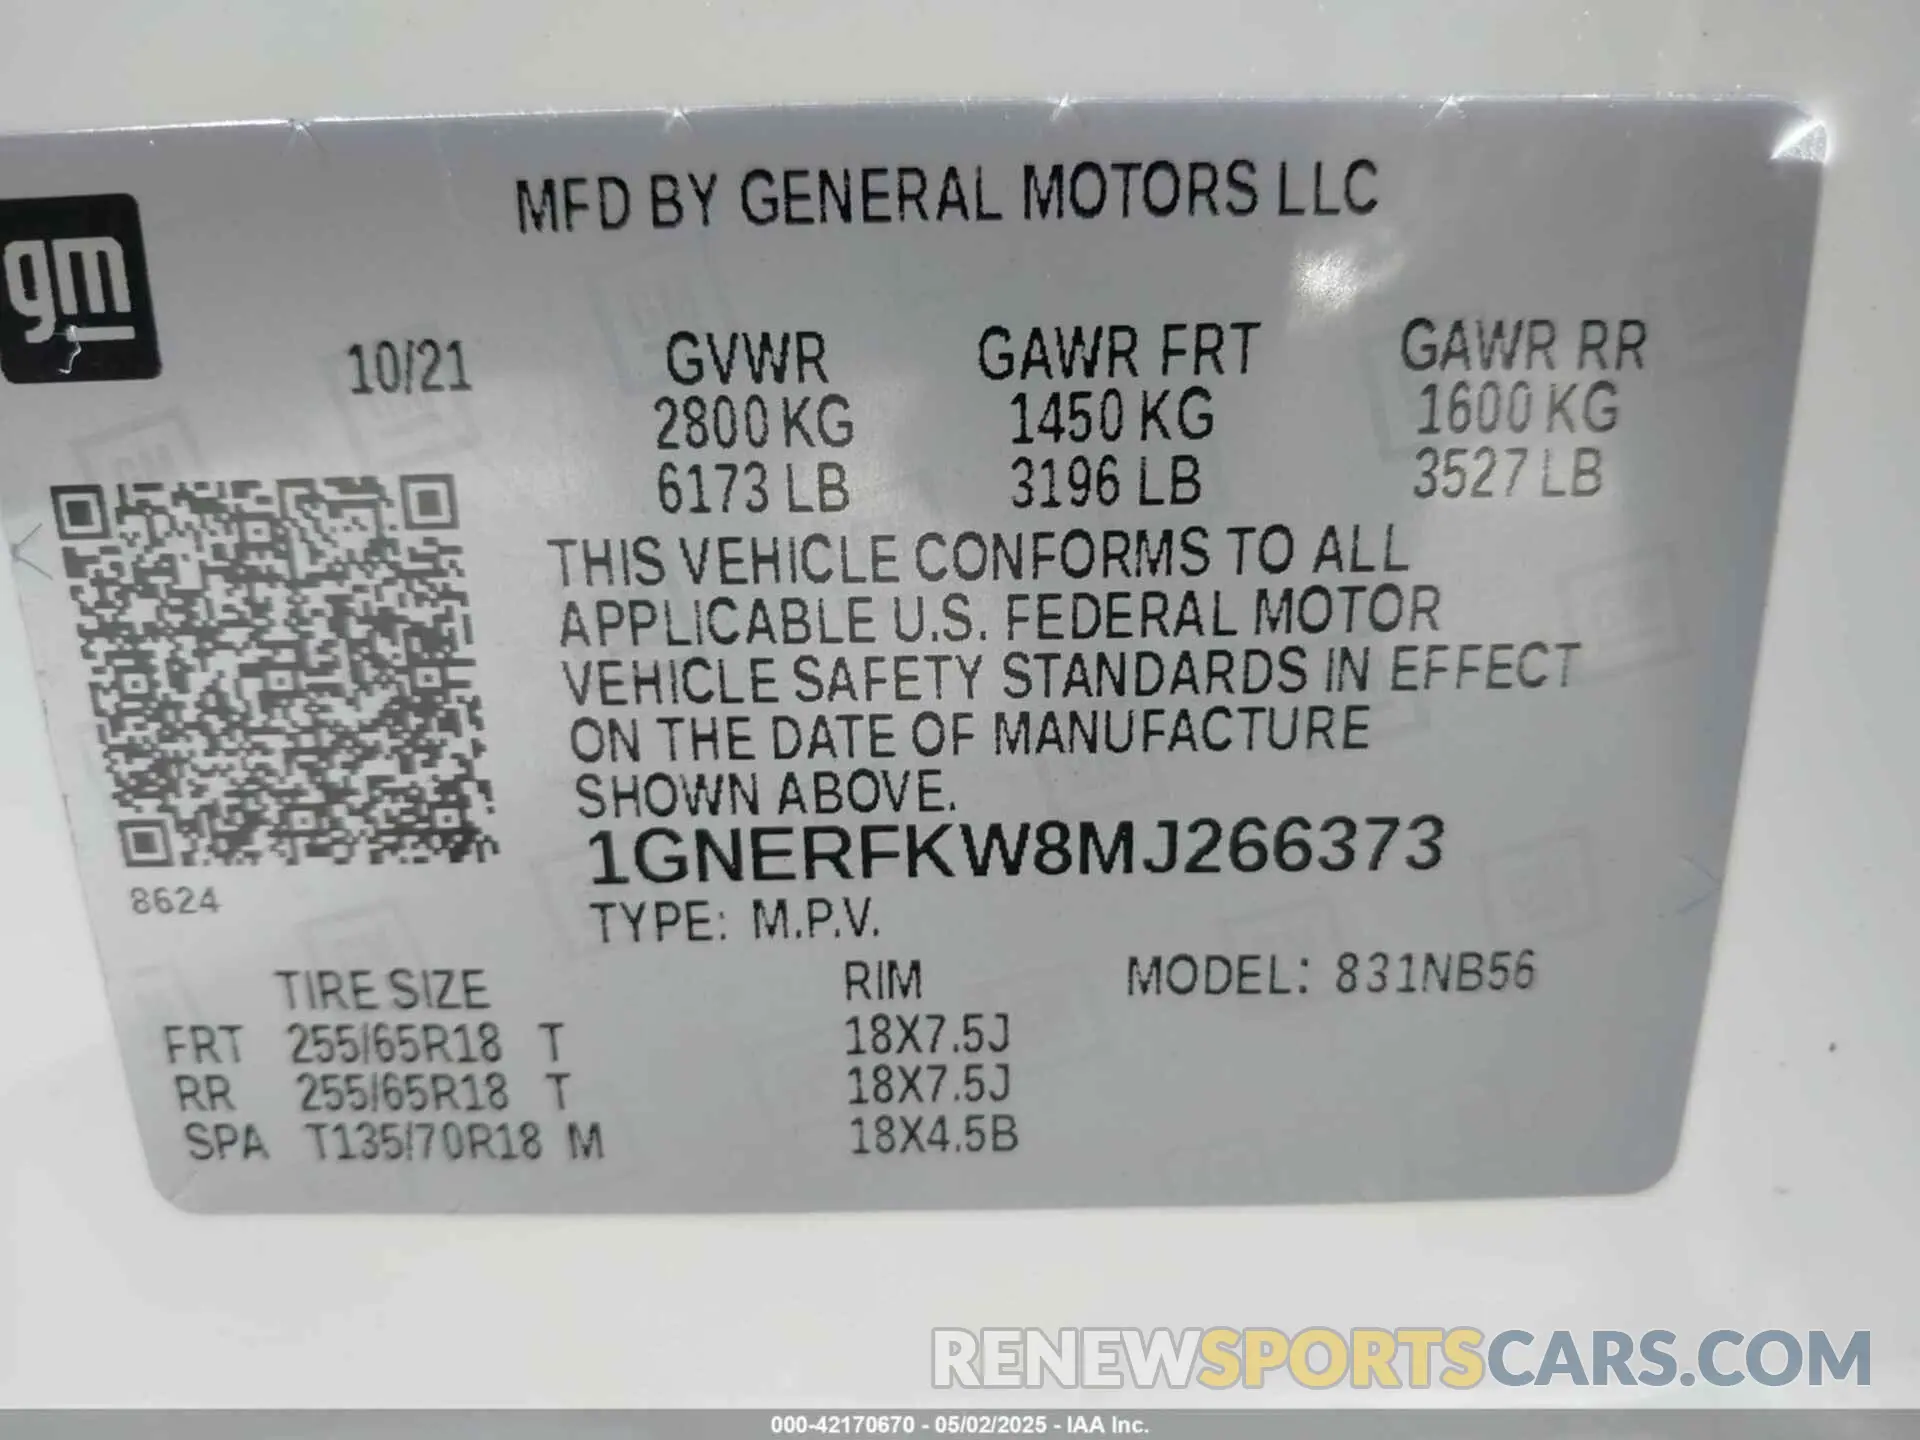 MFD BY GENERAL MOTORS LLC
gm
10/21 GVWR GAWR FRT GAWR RR
2800 KG 1450 KG 1600 KG
6173 LB 3196 LB 3527 LB
THIS VEHICLE CONFORMS TO ALL
APPLICABLE U.S. FEDERAL MOTOR
VEHICLE SAFETY STANDARDS IN EFFECT
ON THE DATE OF MANUFACTURE
SHOWN ABOVE.
1GNERFKW8MJ266373
8624
TYPE: M.P.V.
TIRE SIZE RIM MODEL: 831NB56
FRT 255/65R18 T 18X7.5J
RR 255/65R18 T 18X7.5J
SPA T135/70R18 M 18X4.5B
RENEWSPORTSCARS.COM
000-42170670 - 05/02/2025 - IAA Inc.